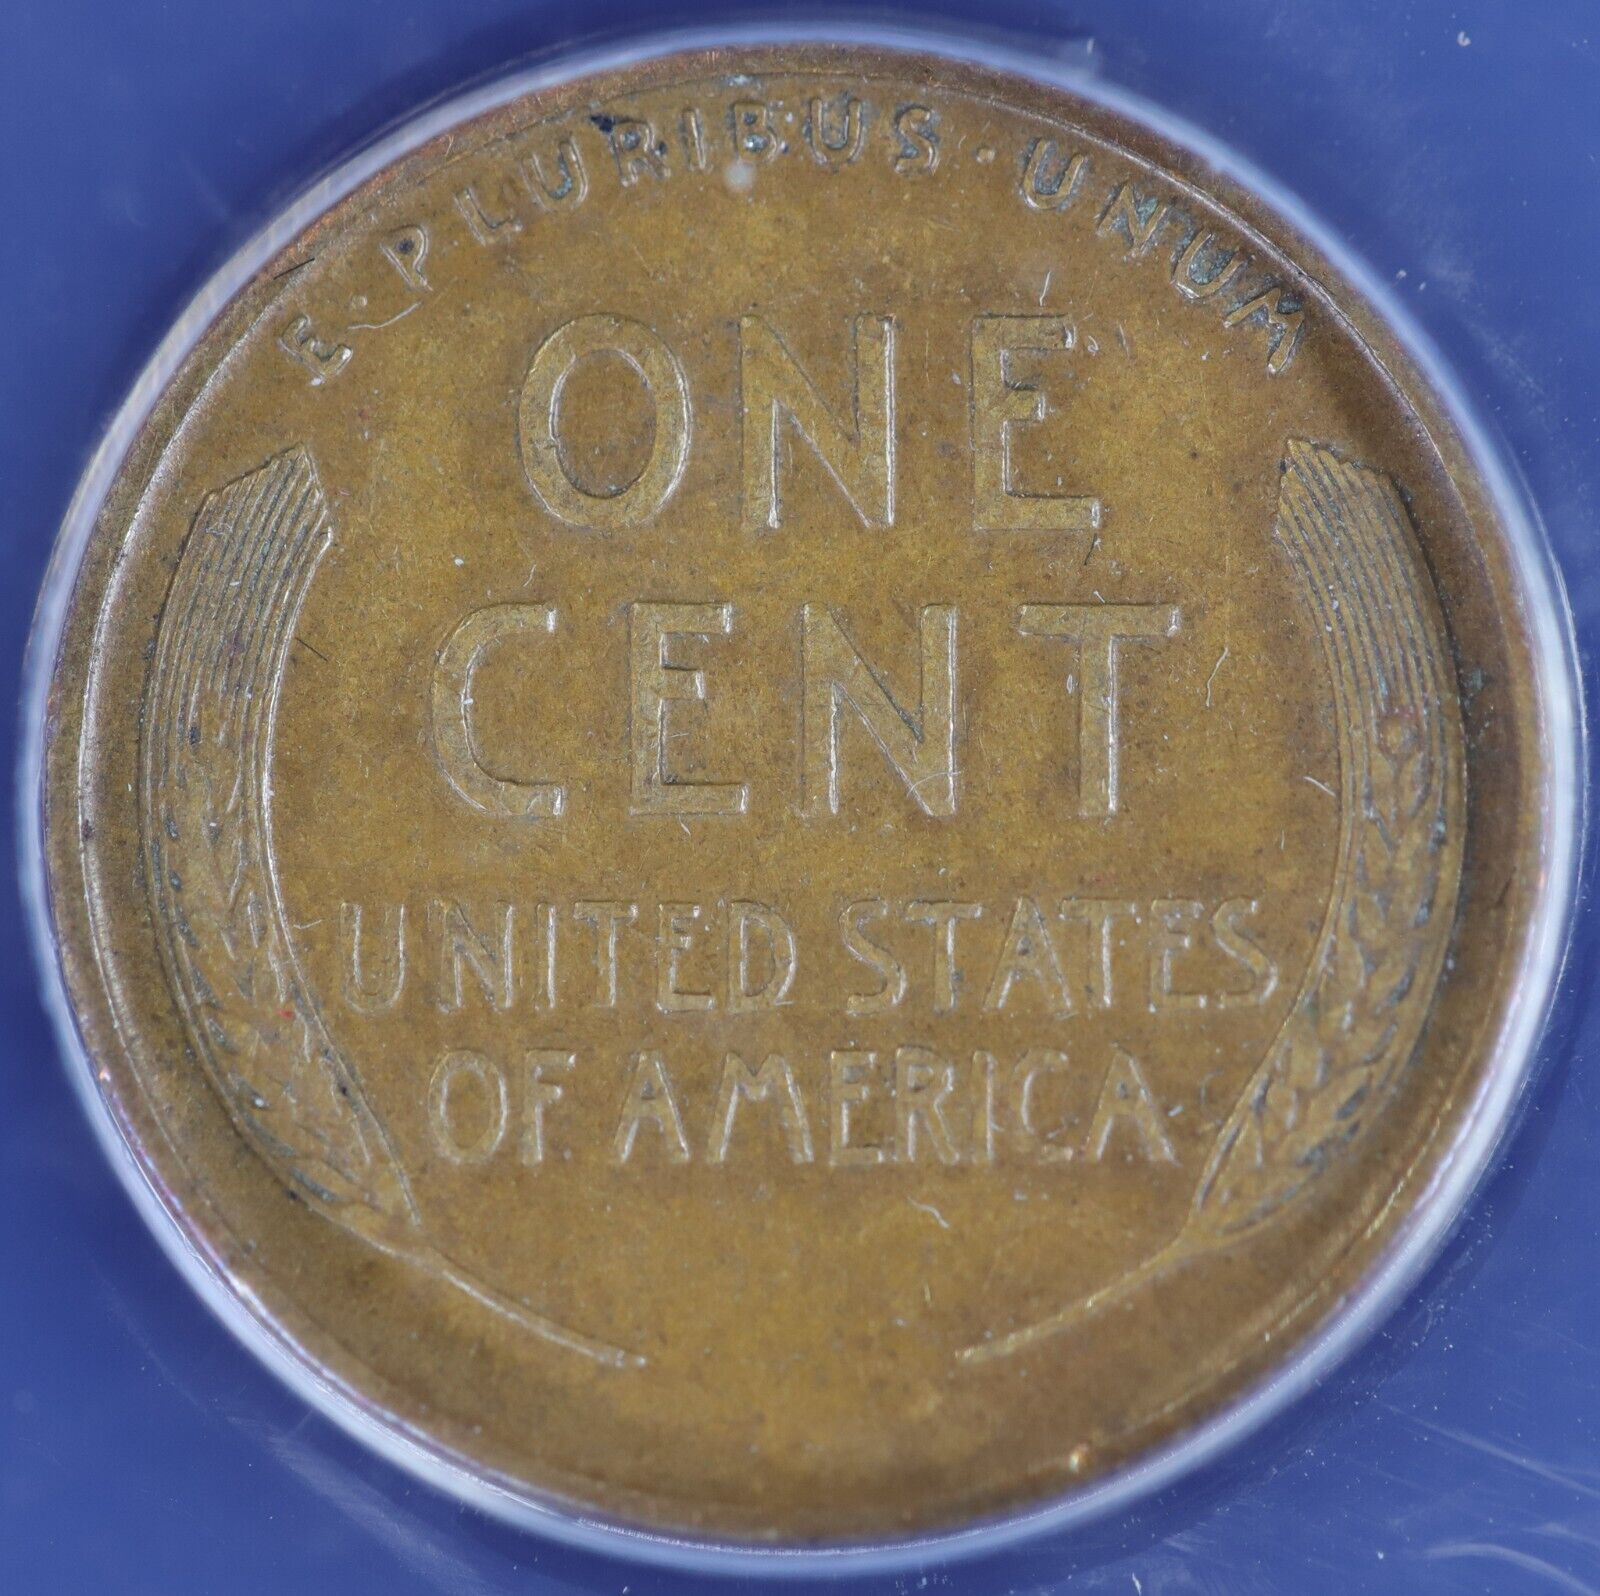 E·PLURIBUS·UNUM
ONE
CENT
UNITED STATES
OF AMERICA